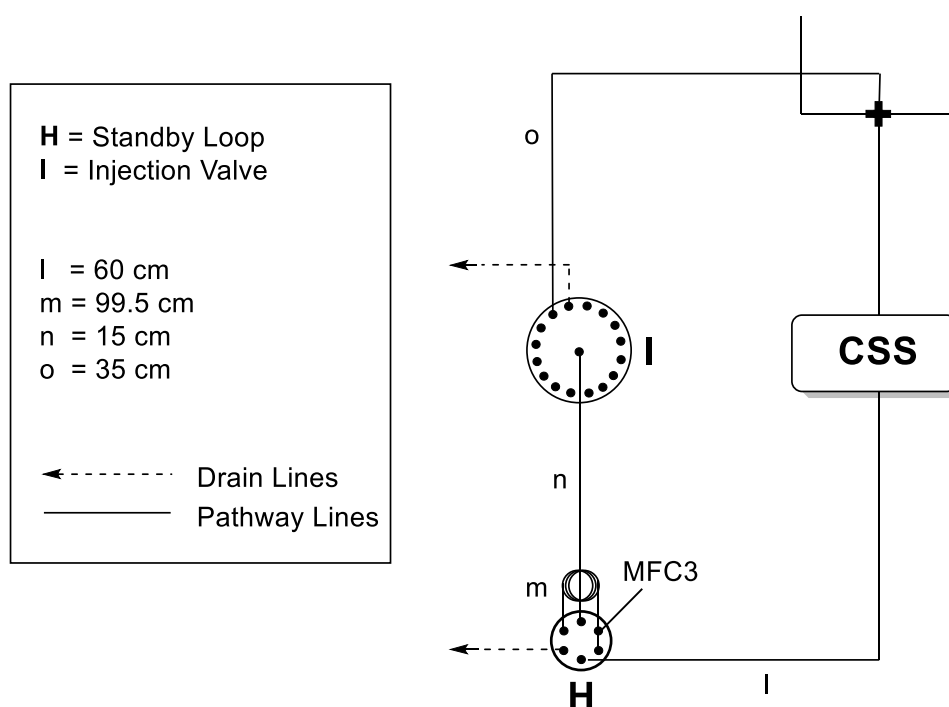 H = Standby Loop
I = Injection Valve
l = 60 cm
m = 99.5 cm
n = 15 cm
o = 35 cm
Drain Lines
Pathway Lines
o
I
CSS
n
m
MFC3
H
l